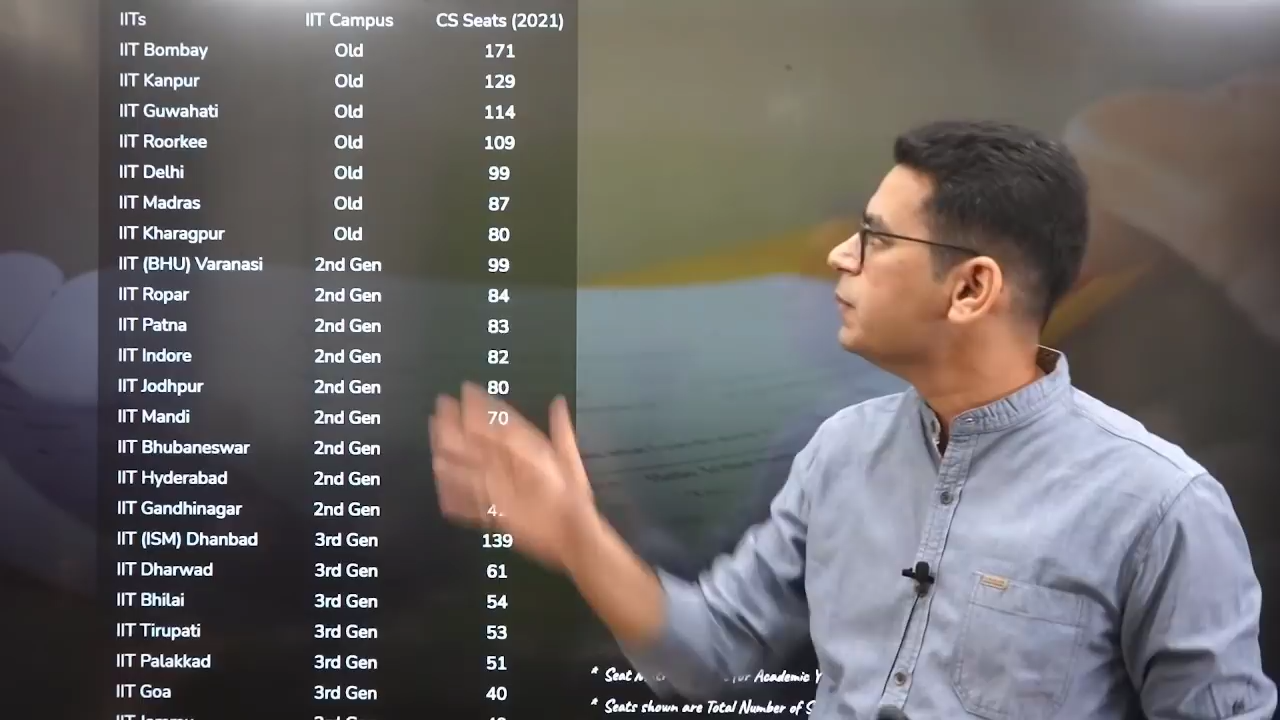 IITs IIT Campus CS Seats (2021)
IIT Bombay Old 171
IIT Kanpur Old 129
IIT Guwahati Old 114
IIT Roorkee Old 109
IIT Delhi Old 99
IIT Madras Old 87
IIT Kharagpur Old 80
IIT (BHU) Varanasi 2nd Gen 99
IIT Ropar 2nd Gen 84
IIT Patna 2nd Gen 83
IIT Indore 2nd Gen 82
IIT Jodhpur 2nd Gen 80
IIT Mandi 2nd Gen 70
IIT Bhubaneswar 2nd Gen
IIT Hyderabad 2nd Gen
IIT Gandhinagar 2nd Gen
IIT (ISM) Dhanbad 3rd Gen 139
IIT Dharwad 3rd Gen 61
IIT Bhilai 3rd Gen 54
IIT Tirupati 3rd Gen 53
IIT Palakkad 3rd Gen 51
IIT Goa 3rd Gen 40
* Seat for Academic
* Seats shown are Total Number of